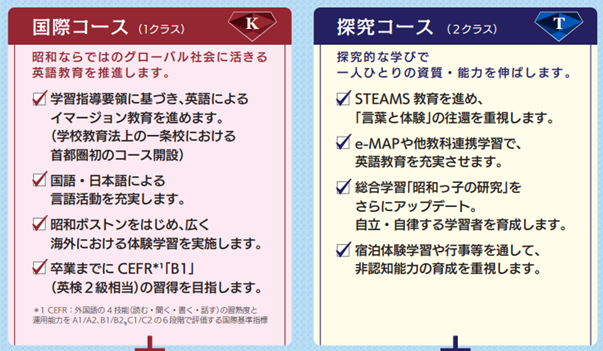 国際コース（1クラス）
K
昭和ならではのグローバル社会に活きる
英語教育を推進します。
学習指導要領に基づき、英語による
イマージョン教育を進めます。
（学校教育法上の一条校における
首都圏初のコース開設）
国語・日本語による
言語活動を充実します。
昭和ボストンをはじめ、広く
海外における体験学習を実施します。
卒業までにCEFR*1「B1」
（英検2級相当）の習得を目指します。
＊1 CEFR：外国語の4技能（読む・聞く・書く・話す）の習熟度と
運用能力をA1/A2、B1/B2、C1/C2の6段階で評価する国際基準指標
探究コース（2クラス）
T
探究的な学びで
一人ひとりの資質・能力を伸ばします。
STEAMS教育を進め、
「言葉と体験」の往還を重視します。
e-MAPや他教科連携学習で、
英語教育を充実させます。
総合学習「昭和っ子の研究」を
さらにアップデート。
自立・自律する学習者を育成します。
宿泊体験学習や行事等を通して、
非認知能力の育成を重視します。